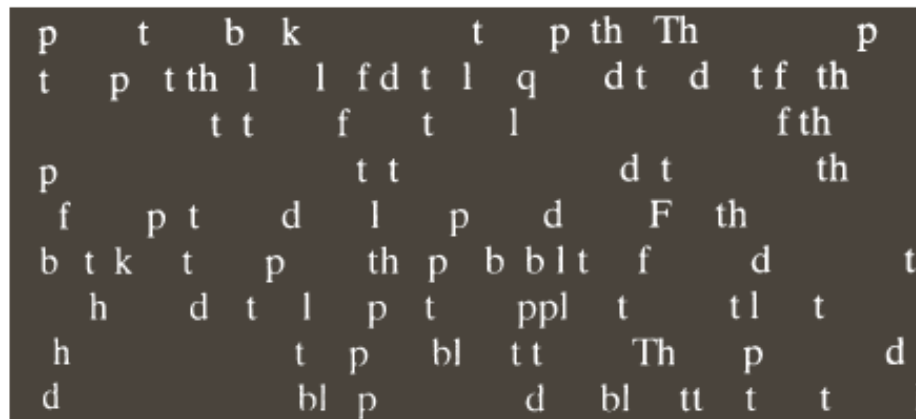 p t b k t p th Th p
t p t th l l f d t l q d t d t f th
t t f t l f th
p t t d t th
f p t d l p d F th
b t k t p th p b b l t f d t
h d t l p t ppl t t l t
h t p bl t t Th p d
d bl p d bl tt t t